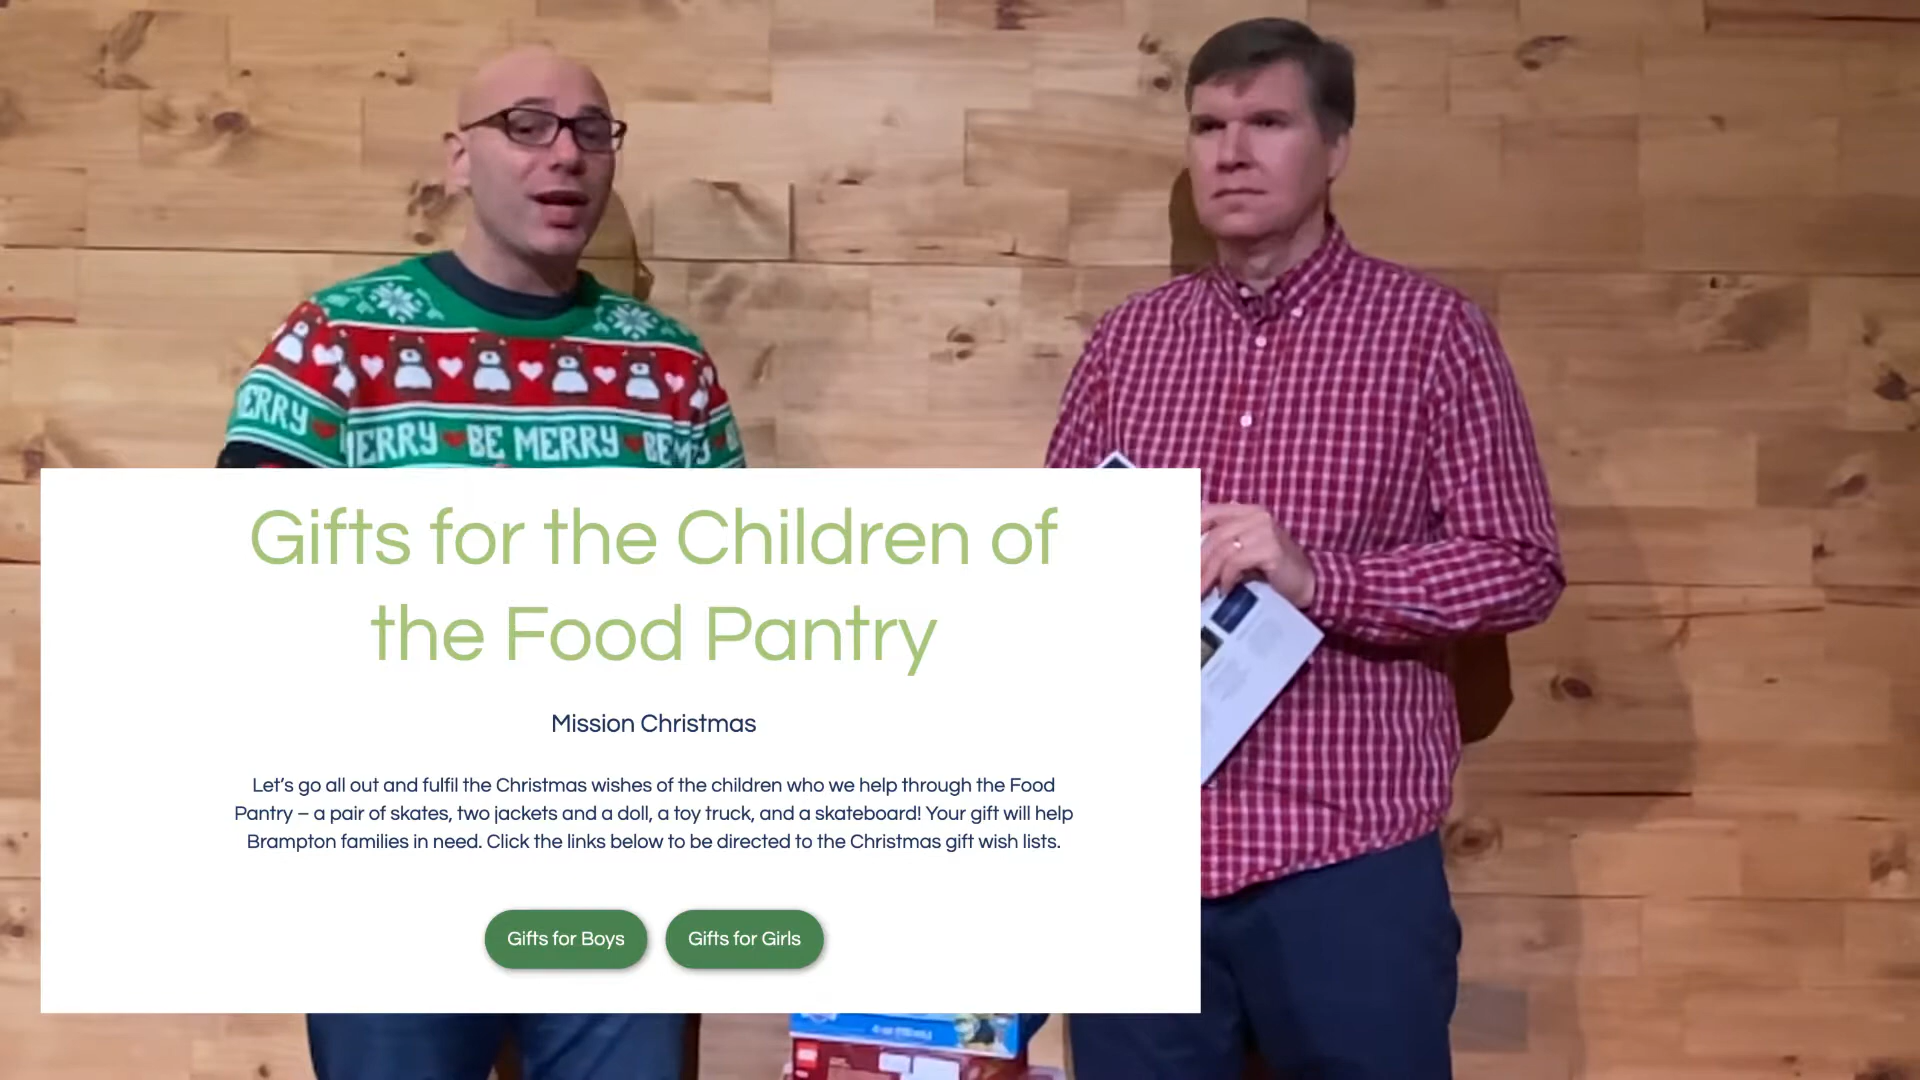 ERRY
MERRY BE MERRY BE M
Gifts for the Children of
the Food Pantry
Mission Christmas
Let’s go all out and fulfil the Christmas wishes of the children who we help through the Food
Pantry – a pair of skates, two jackets and a doll, a toy truck, and a skateboard! Your gift will help
Brampton families in need. Click the links below to be directed to the Christmas gift wish lists.
Gifts for Boys
Gifts for Girls